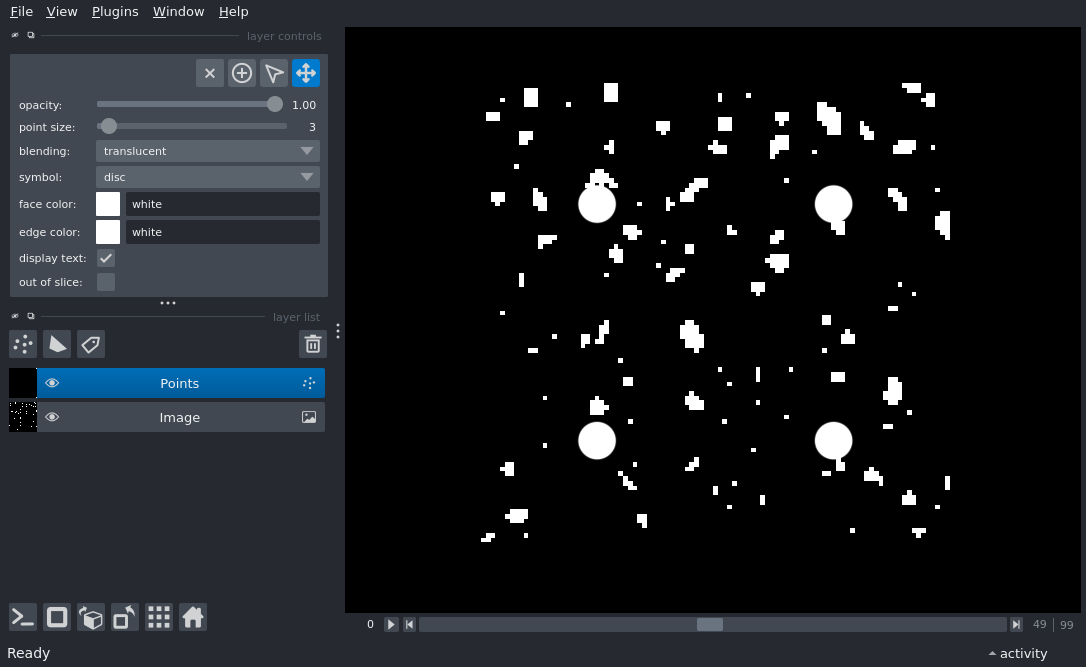 File View Plugins Window Help
layer controls
opacity: 1.00
point size: 3
blending: translucent
symbol: disc
face color: white
edge color: white
display text:
out of slice:
layer list
Points
Image
0 49 | 99
Ready activity